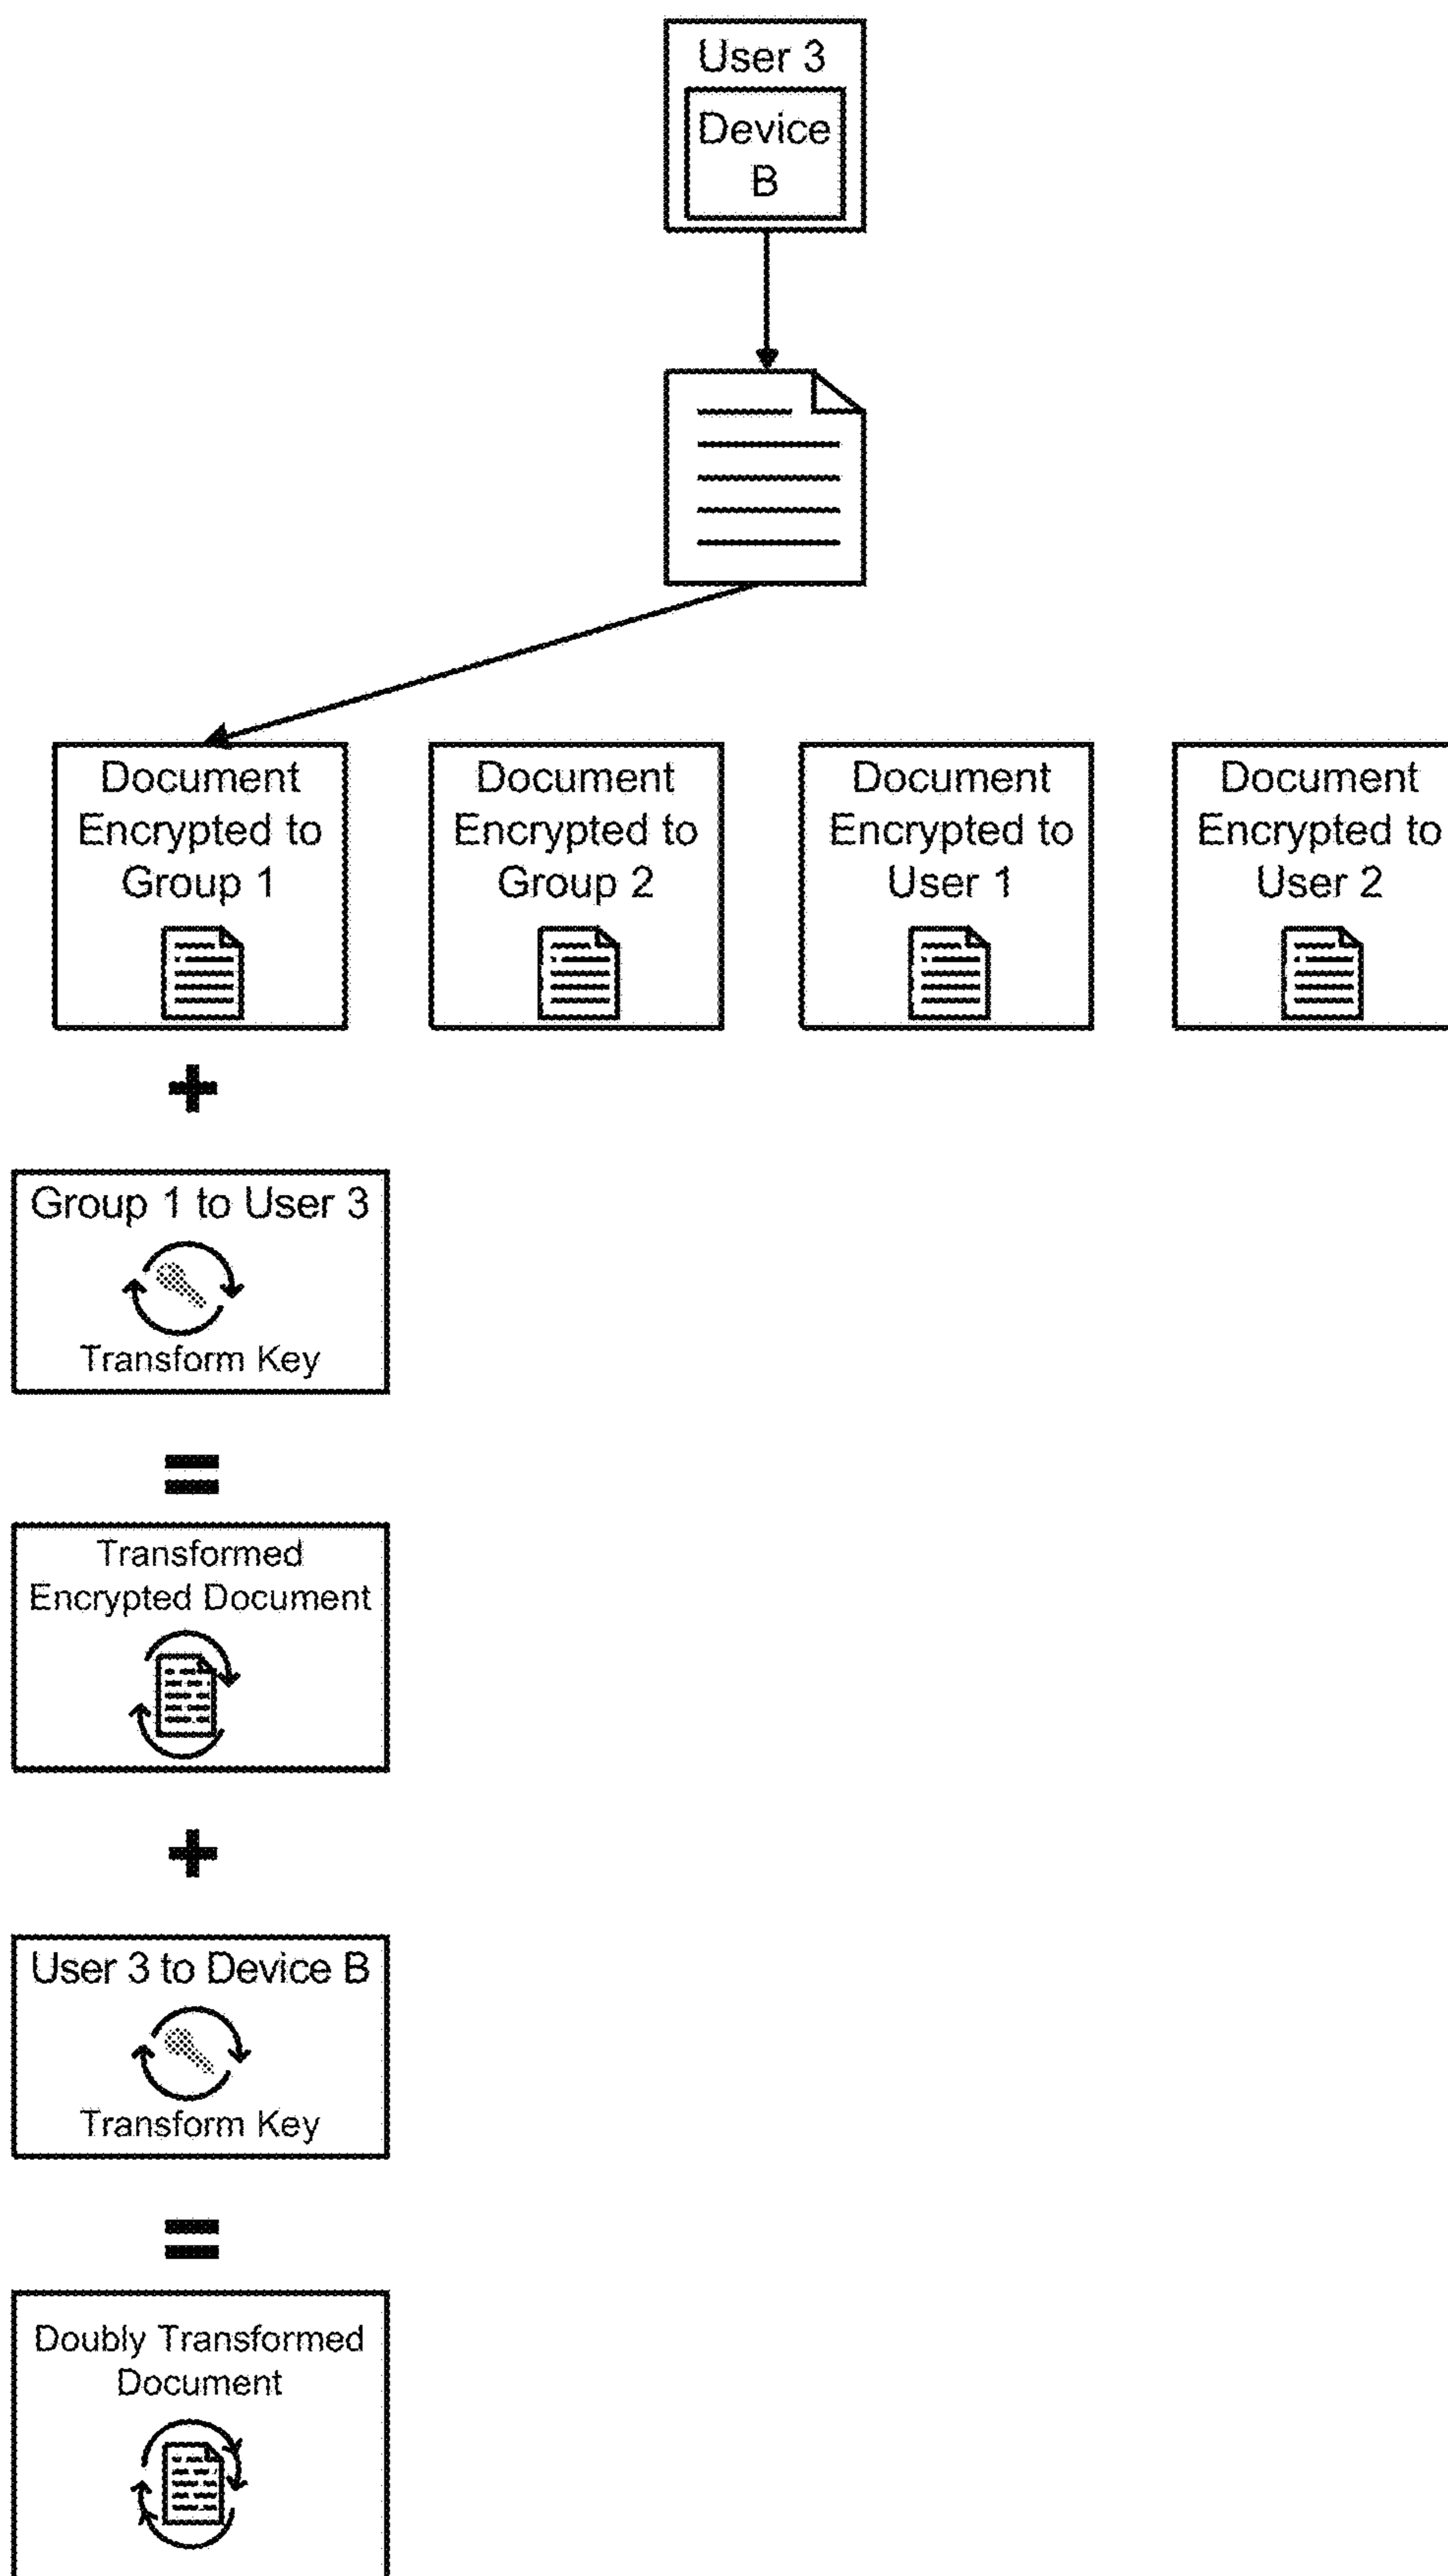 User 3
Device
B
Document
Encrypted to
Group 1
Document
Encrypted to
Group 2
Document
Encrypted to
User 1
Document
Encrypted to
User 2
+
Group 1 to User 3
Transform Key
=
Transformed
Encrypted Document
+
User 3 to Device B
Transform Key
=
Doubly Transformed
Document